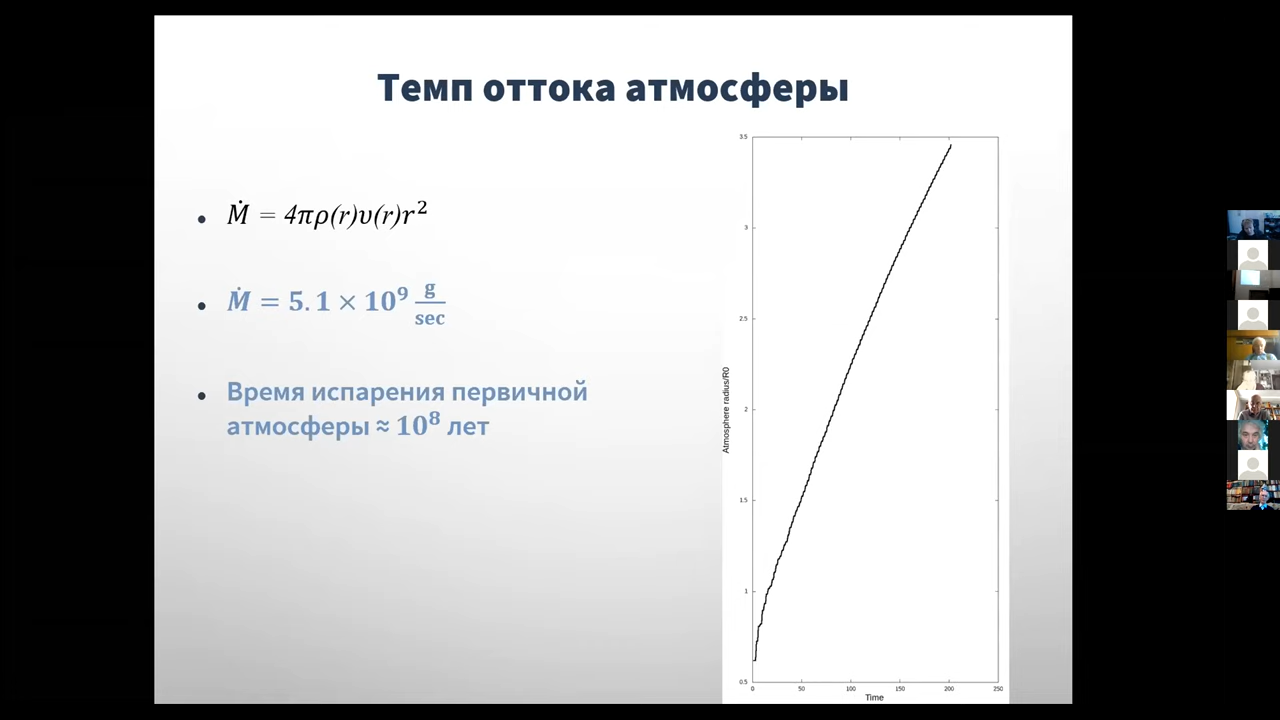 Темп оттока атмосферы
• Ṁ = 4πρ(r)υ(r)r²
• Ṁ = 5.1 × 10⁹ g/sec
• Время испарения первичной
атмосферы ≈ 10⁸ лет
3.5
3
2.5
2
1.5
1
0.5
Atmosphere radius/R0
0 50 100 150 200 250
Time